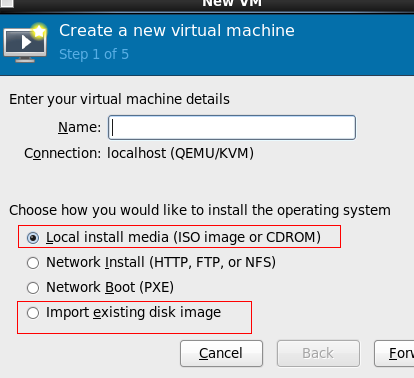 New VM
Create a new virtual machine
Step 1 of 5
Enter your virtual machine details
Name:
Connection: localhost (QEMU/KVM)
Choose how you would like to install the operating system
Local install media (ISO image or CDROM)
Network Install (HTTP, FTP, or NFS)
Network Boot (PXE)
Import existing disk image
Cancel Back Forw